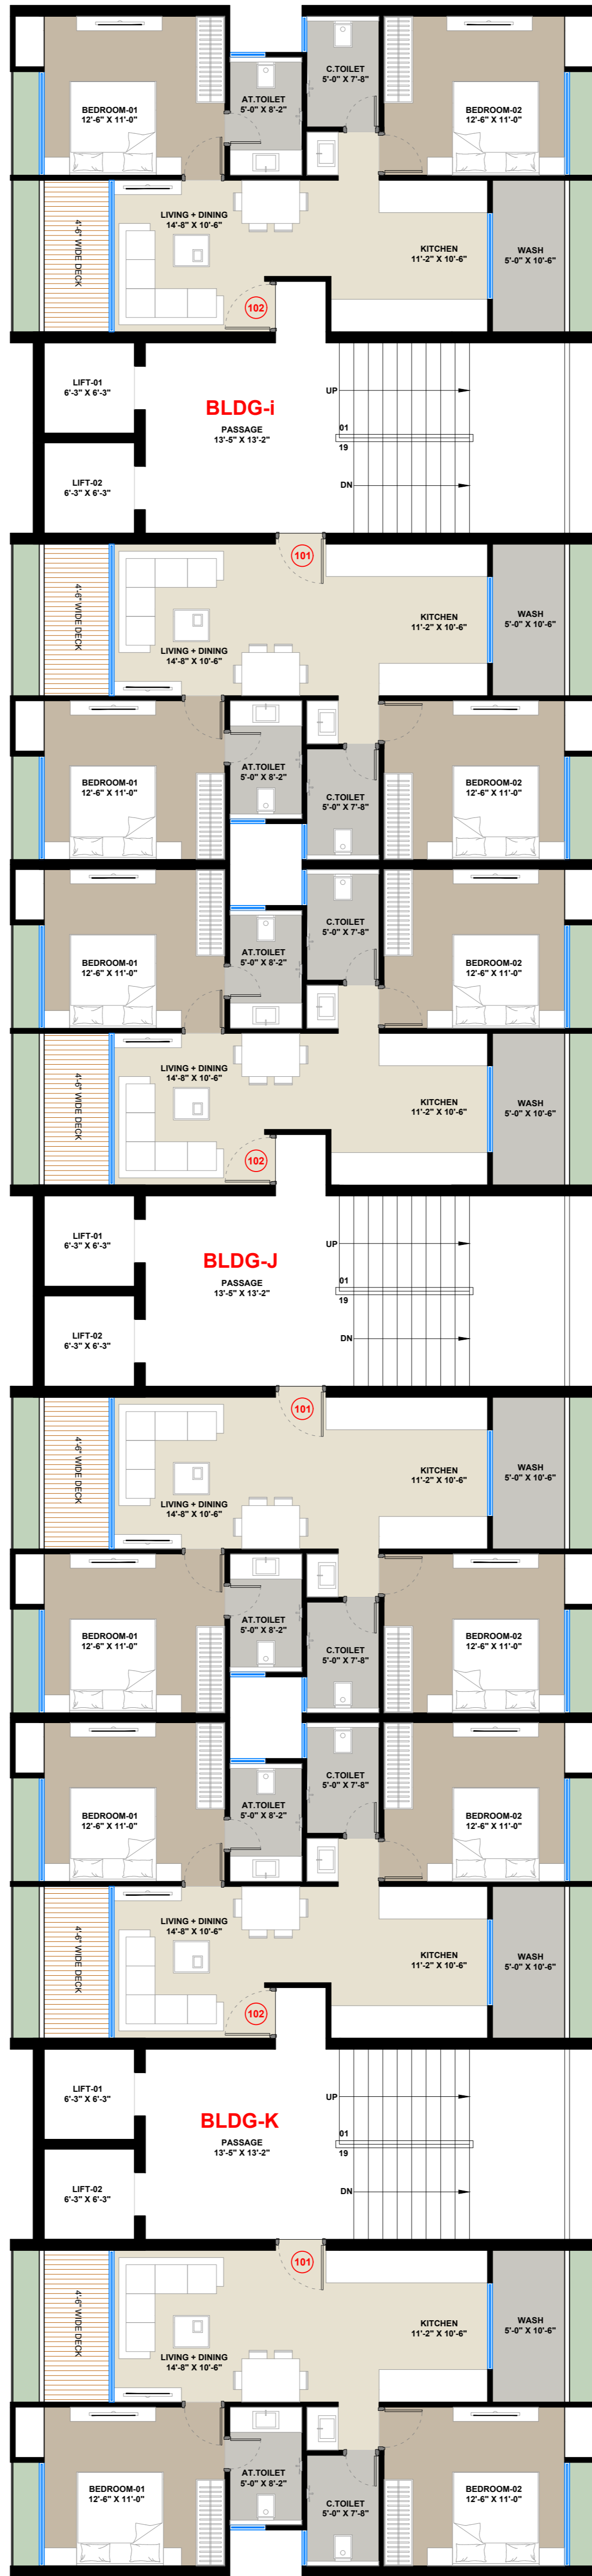 C.TOILET
5'-0" X 7'-8"
AT.TOILET
5'-0" X 8'-2"
BEDROOM-01
12'-6" X 11'-0"
BEDROOM-02
12'-6" X 11'-0"
4'-6" WIDE DECK
LIVING + DINING
14'-8" X 10'-6"
KITCHEN
11'-2" X 10'-6"
WASH
5'-0" X 10'-6"
102
LIFT-01
6'-3" X 6'-3"
BLDG-i
PASSAGE
13'-5" X 13'-2"
UP
01
19
DN
LIFT-02
6'-3" X 6'-3"
101
4'-6" WIDE DECK
KITCHEN
11'-2" X 10'-6"
WASH
5'-0" X 10'-6"
LIVING + DINING
14'-8" X 10'-6"
AT.TOILET
5'-0" X 8'-2"
BEDROOM-01
12'-6" X 11'-0"
C.TOILET
5'-0" X 7'-8"
BEDROOM-02
12'-6" X 11'-0"
C.TOILET
5'-0" X 7'-8"
AT.TOILET
5'-0" X 8'-2"
BEDROOM-01
12'-6" X 11'-0"
BEDROOM-02
12'-6" X 11'-0"
4'-6" WIDE DECK
LIVING + DINING
14'-8" X 10'-6"
KITCHEN
11'-2" X 10'-6"
WASH
5'-0" X 10'-6"
102
LIFT-01
6'-3" X 6'-3"
BLDG-J
PASSAGE
13'-5" X 13'-2"
UP
01
19
DN
LIFT-02
6'-3" X 6'-3"
101
4'-6" WIDE DECK
KITCHEN
11'-2" X 10'-6"
WASH
5'-0" X 10'-6"
LIVING + DINING
14'-8" X 10'-6"
AT.TOILET
5'-0" X 8'-2"
BEDROOM-01
12'-6" X 11'-0"
C.TOILET
5'-0" X 7'-8"
BEDROOM-02
12'-6" X 11'-0"
C.TOILET
5'-0" X 7'-8"
AT.TOILET
5'-0" X 8'-2"
BEDROOM-01
12'-6" X 11'-0"
BEDROOM-02
12'-6" X 11'-0"
4'-6" WIDE DECK
LIVING + DINING
14'-8" X 10'-6"
KITCHEN
11'-2" X 10'-6"
WASH
5'-0" X 10'-6"
102
LIFT-01
6'-3" X 6'-3"
BLDG-K
PASSAGE
13'-5" X 13'-2"
UP
01
19
DN
LIFT-02
6'-3" X 6'-3"
101
4'-6" WIDE DECK
KITCHEN
11'-2" X 10'-6"
WASH
5'-0" X 10'-6"
LIVING + DINING
14'-8" X 10'-6"
AT.TOILET
5'-0" X 8'-2"
BEDROOM-01
12'-6" X 11'-0"
C.TOILET
5'-0" X 7'-8"
BEDROOM-02
12'-6" X 11'-0"